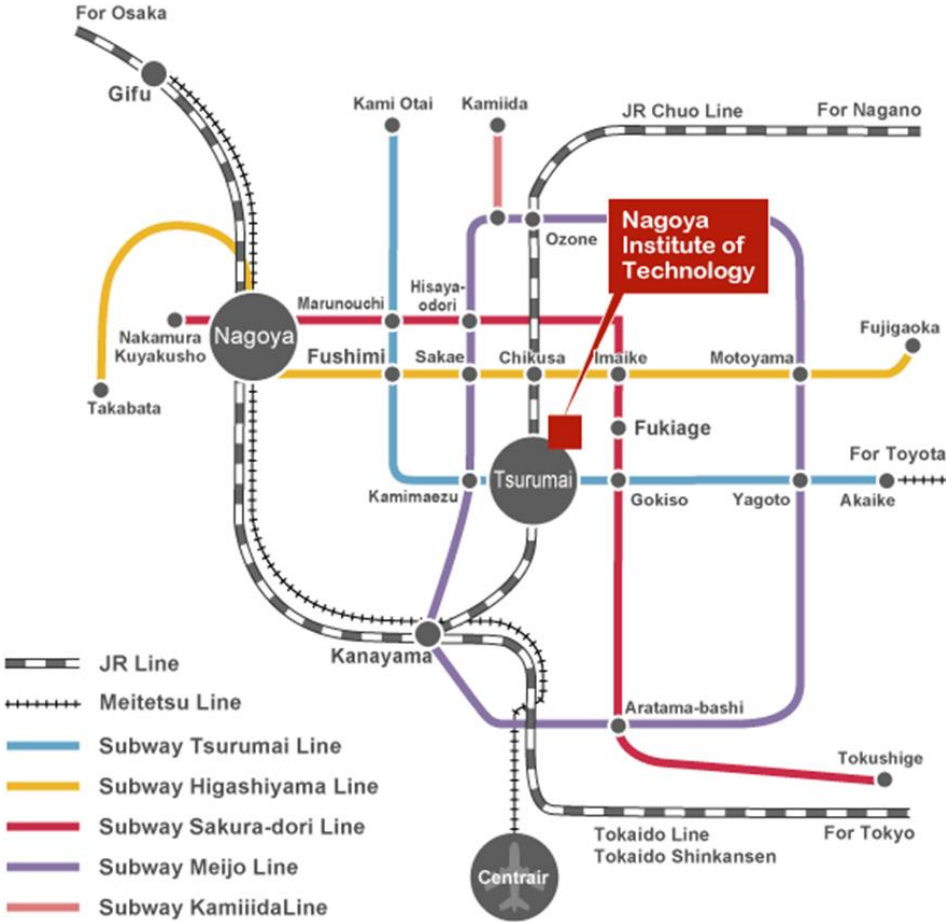 For Osaka
Gifu
Kami Otai
Kamiida
JR Chuo Line
For Nagano
Nagoya
Institute of
Technology
Ozone
Hisaya-
odori
Marunouchi
Nakamura
Kuyakusho
Nagoya
Fushimi
Sakae
Chikusa
Imaike
Motoyama
Fujigaoka
Takabata
Fukiage
For Toyota
Kamimaezu
Tsurumai
Gokiso
Yagoto
Akaike
Kanayama
JR Line
Meitetsu Line
Subway Tsurumai Line
Subway Higashiyama Line
Subway Sakura-dori Line
Subway Meijo Line
Subway KamiiidaLine
Aratama-bashi
Tokushige
Tokaido Line
Tokaido Shinkansen
For Tokyo
Centrair